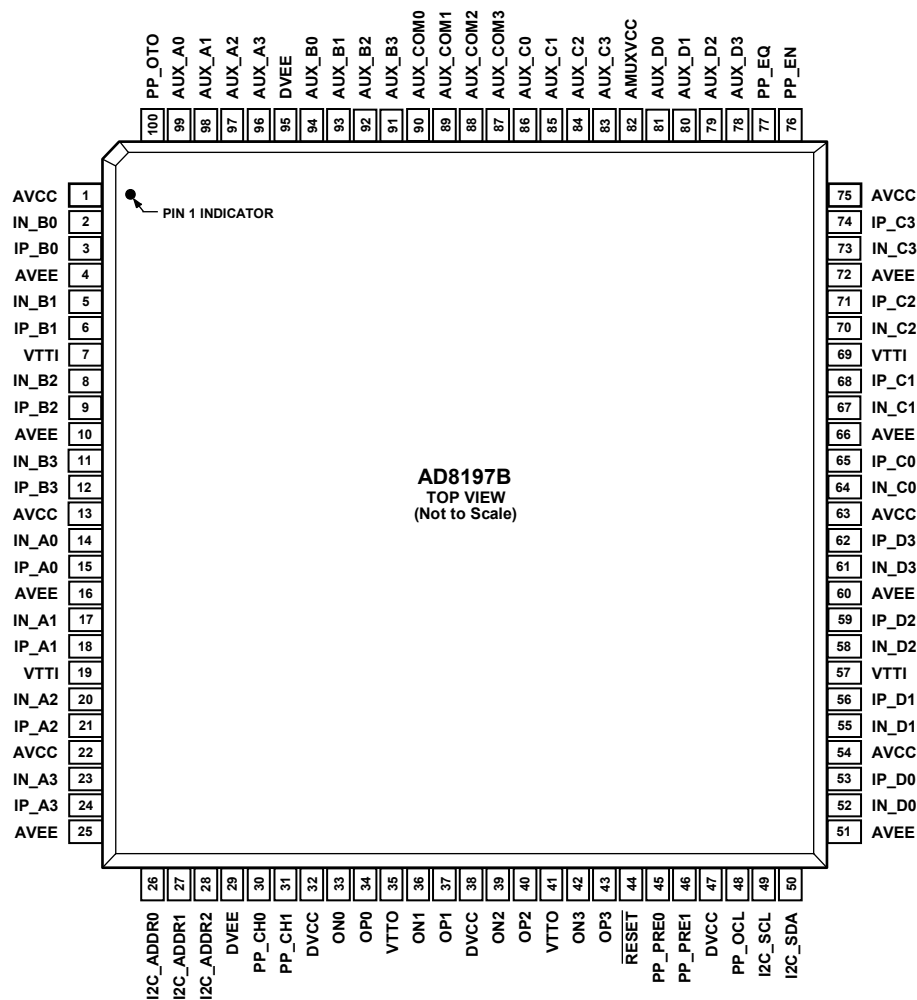 PP_OTO
AUX_A0
AUX_A1
AUX_A2
AUX_A3
DVEE
AUX_B0
AUX_B1
AUX_B2
AUX_B3
AUX_COM0
AUX_COM1
AUX_COM2
AUX_COM3
AUX_C0
AUX_C1
AUX_C2
AUX_C3
AMUXVCC
AUX_D0
AUX_D1
AUX_D2
AUX_D3
PP_EQ
PP_EN
100 99 98 97 96 95 94 93 92 91 90 89 88 87 86 85 84 83 82 81 80 79 78 77 76
AVCC 1
IN_B0 2
IP_B0 3
AVEE 4
IN_B1 5
IP_B1 6
VTTI 7
IN_B2 8
IP_B2 9
AVEE 10
IN_B3 11
IP_B3 12
AVCC 13
IN_A0 14
IP_A0 15
AVEE 16
IN_A1 17
IP_A1 18
VTTI 19
IN_A2 20
IP_A2 21
AVCC 22
IN_A3 23
IP_A3 24
AVEE 25
PIN 1 INDICATOR
AD8197B
TOP VIEW
(Not to Scale)
75 AVCC
74 IP_C3
73 IN_C3
72 AVEE
71 IP_C2
70 IN_C2
69 VTTI
68 IP_C1
67 IN_C1
66 AVEE
65 IP_C0
64 IN_C0
63 AVCC
62 IP_D3
61 IN_D3
60 AVEE
59 IP_D2
58 IN_D2
57 VTTI
56 IP_D1
55 IN_D1
54 AVCC
53 IP_D0
52 IN_D0
51 AVEE
26 27 28 29 30 31 32 33 34 35 36 37 38 39 40 41 42 43 44 45 46 47 48 49 50
I2C_ADDR0
I2C_ADDR1
I2C_ADDR2
DVEE
PP_CH0
PP_CH1
DVCC
ON0
OP0
VTTO
ON1
OP1
DVCC
ON2
OP2
VTTO
ON3
OP3
RESET
PP_PRE0
PP_PRE1
DVCC
PP_OCL
I2C_SCL
I2C_SDA